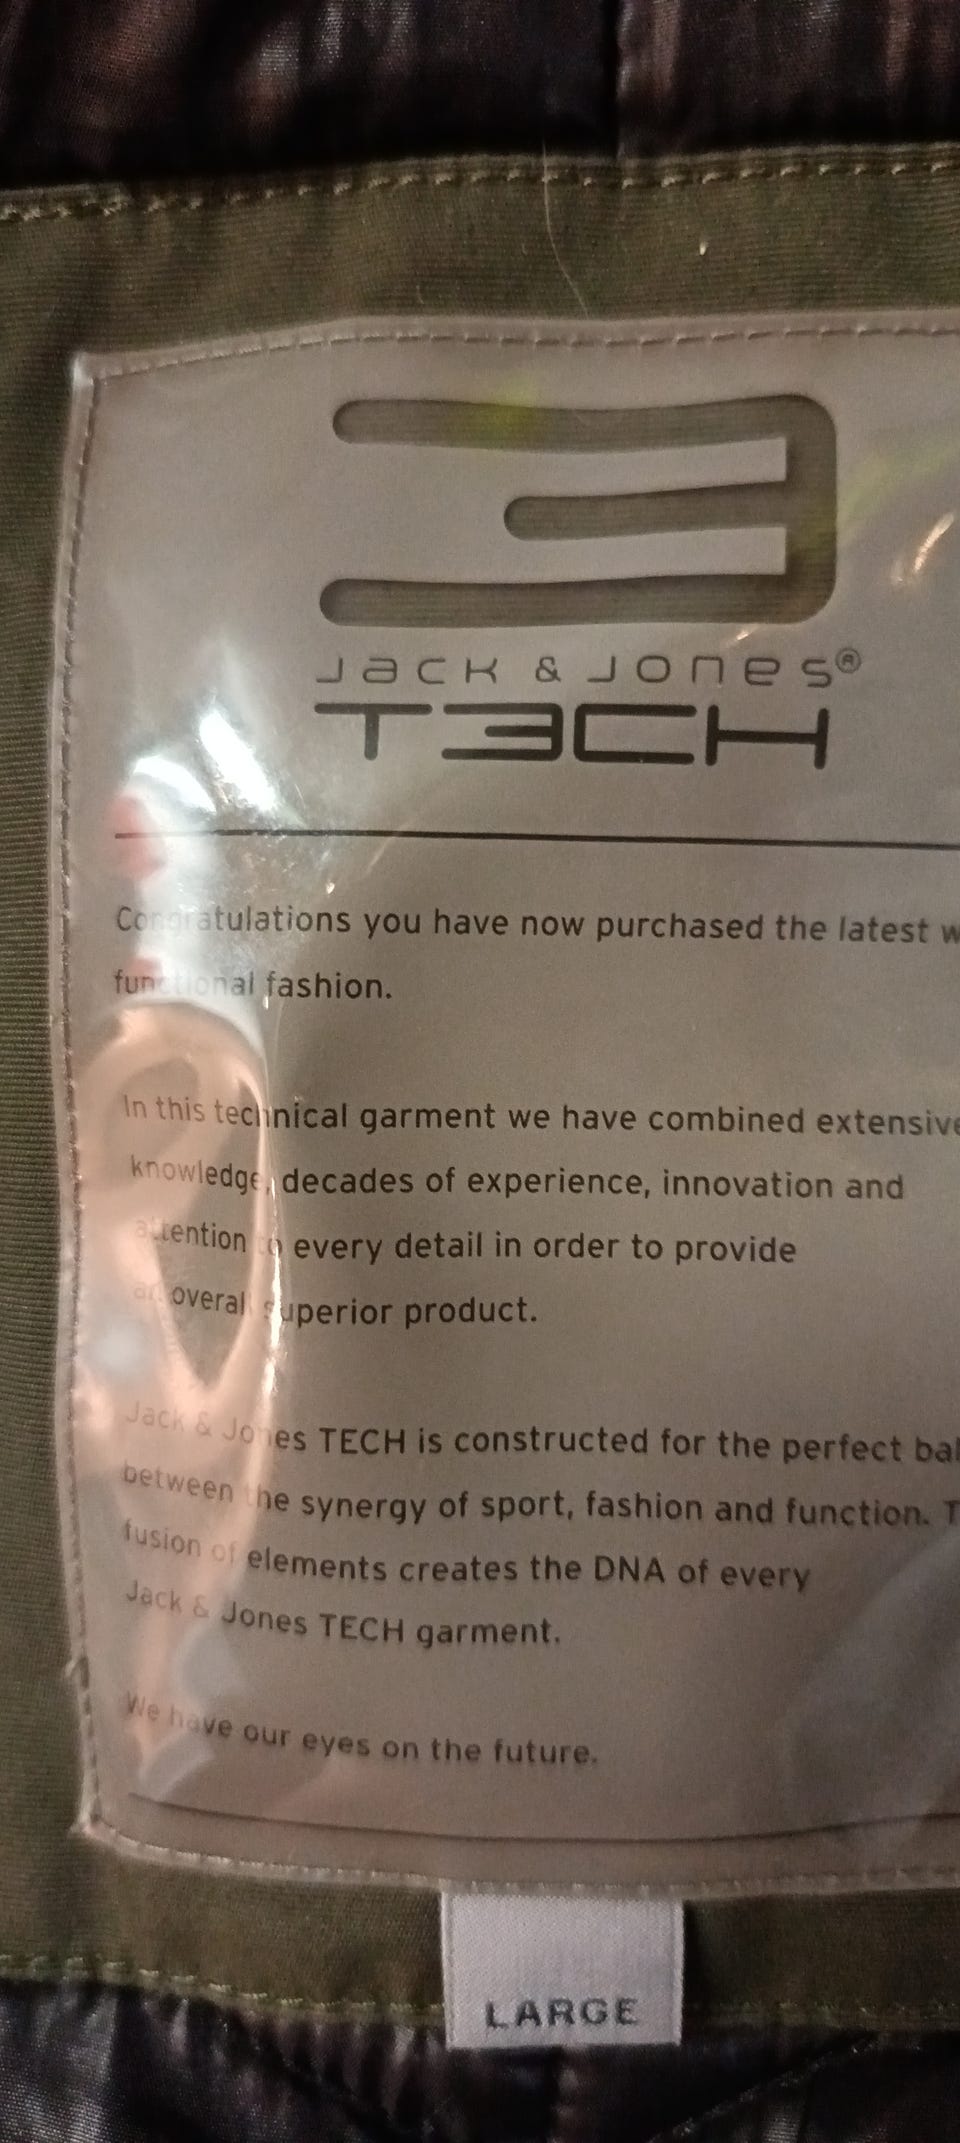 Jack & Jones®
T3CH
Congratulations you have now purchased the latest
functional fashion.
In this technical garment we have combined extensive
knowledge, decades of experience, innovation and
attention to every detail in order to provide
an overall superior product.
Jack & Jones TECH is constructed for the perfect
between the synergy of sport, fashion and function.
fusion of elements creates the DNA of every
Jack & Jones TECH garment.
We have our eyes on the future.
LARGE